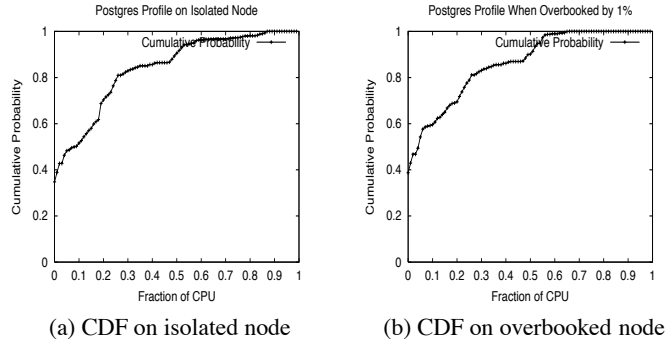 Postgres Profile on Isolated Node
Cumulative Probability
1
0.8
0.6
0.4
0.2
0
Cumulative Probability
0 0.1 0.2 0.3 0.4 0.5 0.6 0.7 0.8 0.9 1
Fraction of CPU
(a) CDF on isolated node
Postgres Profile When Overbooked by 1%
Cumulative Probability
1
0.8
0.6
0.4
0.2
0
Cumulative Probability
0 0.1 0.2 0.3 0.4 0.5 0.6 0.7 0.8 0.9 1
Fraction of CPU
(b) CDF on overbooked node